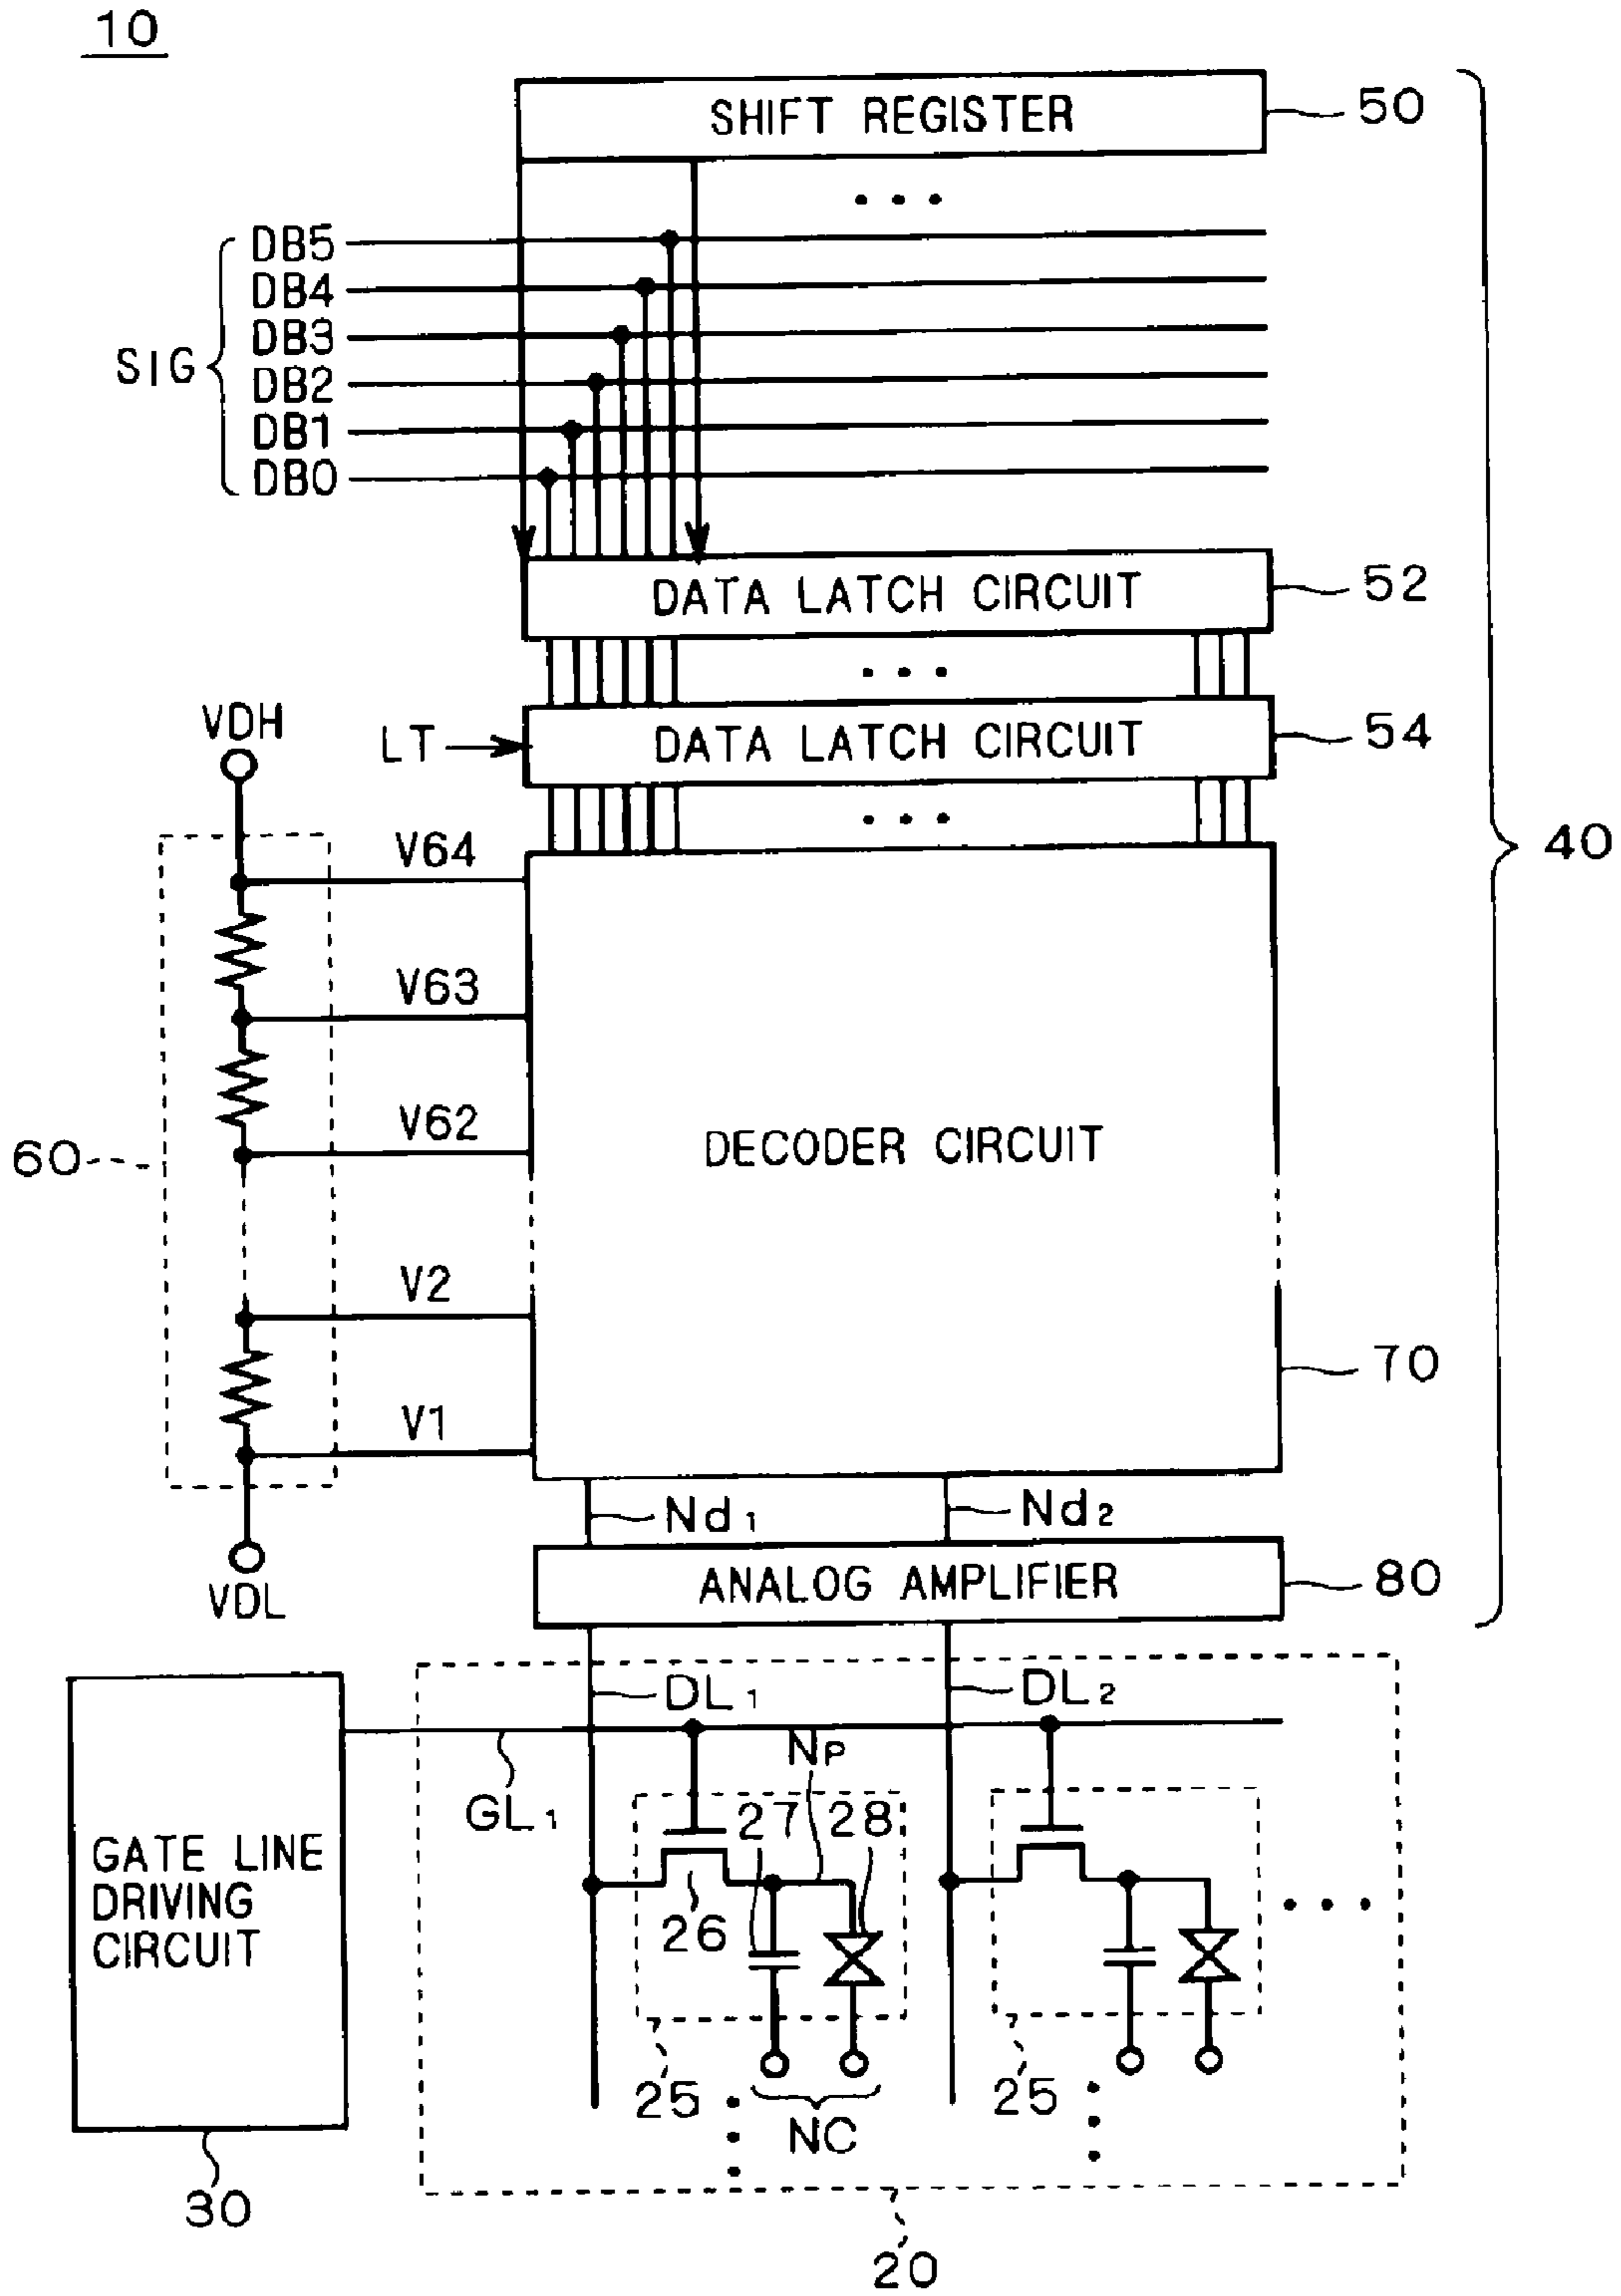 10
SHIFT REGISTER
50
DB5
DB4
DB3
SIG
DB2
DB1
DB0
DATA LATCH CIRCUIT
52
VDH
LT
DATA LATCH CIRCUIT
54
V64
40
V63
V62
60
DECODER CIRCUIT
V2
70
V1
Nd1
Nd2
VDL
ANALOG AMPLIFIER
80
DL1
DL2
NP
GL1
27
28
GATE LINE
DRIVING
CIRCUIT
26
25
25
NC
30
20